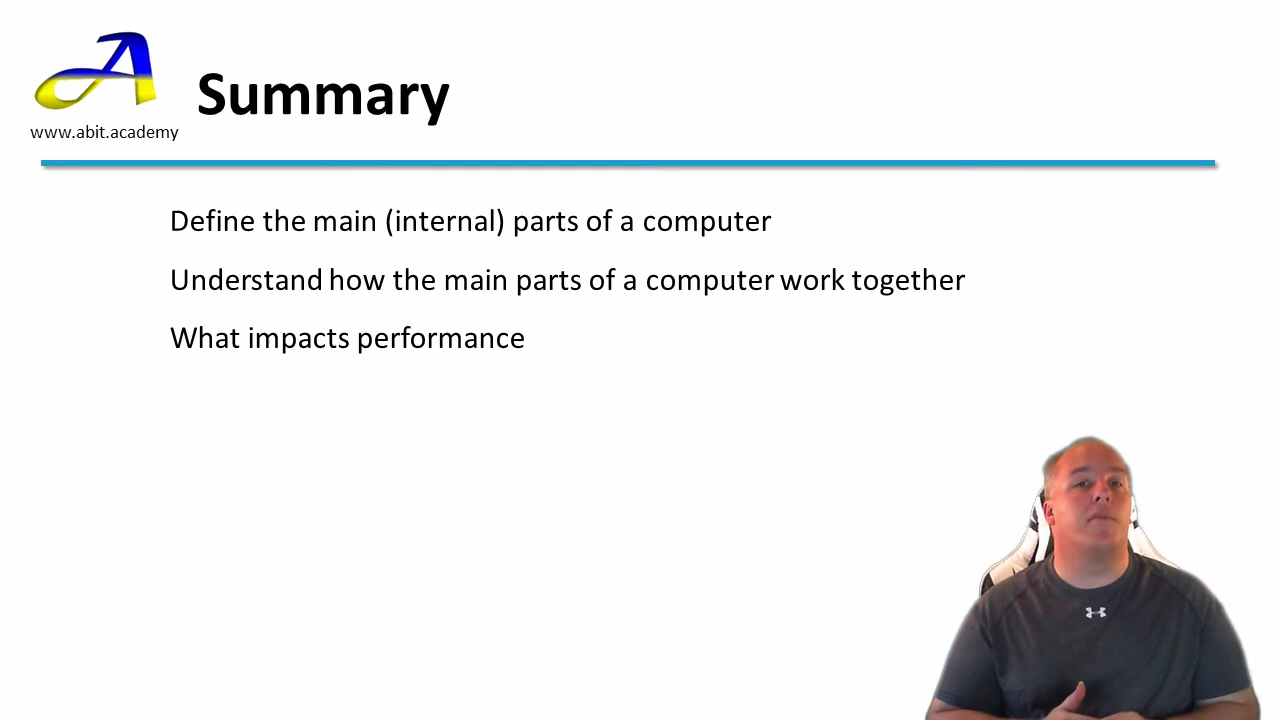 www.abit.academy
Summary
Define the main (internal) parts of a computer
Understand how the main parts of a computer work together
What impacts performance